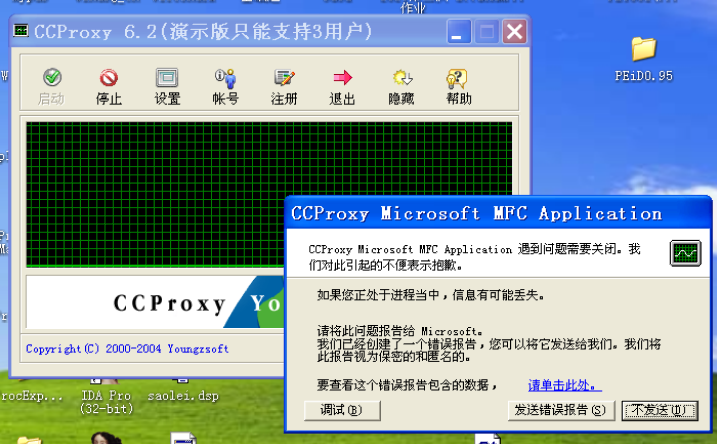 作业
CCProxy 6.2(演示版只能支持3用户)
启动 停止 设置 帐号 注册 退出 隐藏 帮助
PEiD0.95
CCProxy Yo
Copyright(C) 2000-2004 Youngzsoft
CCProxy Microsoft MFC Application
CCProxy Microsoft MFC Application 遇到问题需要关闭。我
们对此引起的不便表示抱歉。
如果您正处于进程当中，信息有可能丢失。
请将此问题报告给 Microsoft。
我们已经创建了一个错误报告，您可以将它发送给我们。我们将
此报告视为保密的和匿名的。
要查看这个错误报告包含的数据， 请单击此处。
调试(B) 发送错误报告(S) 不发送(D)
rocExp... IDA Pro saolei.dsp
(32-bit)